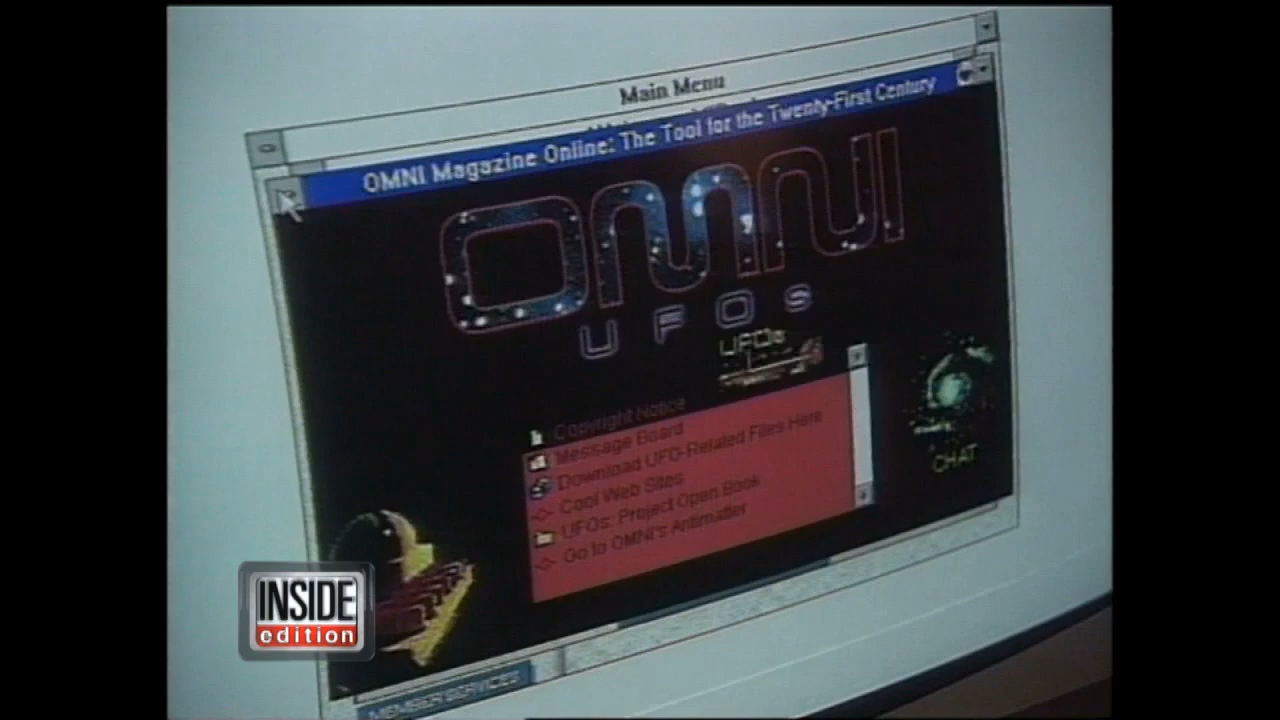 Main Menu
OMNI Magazine Online: The Tool for the Twenty-First Century
OMNI
UFOS
UFOs
Copyright Notice
Message Board
Download UFO-Related Files Here
Cool Web Sites
UFOs: Project Open Book
Go to OMNI's Antimatter
CHAT
INSIDE
edition
MEMBER SERVICES